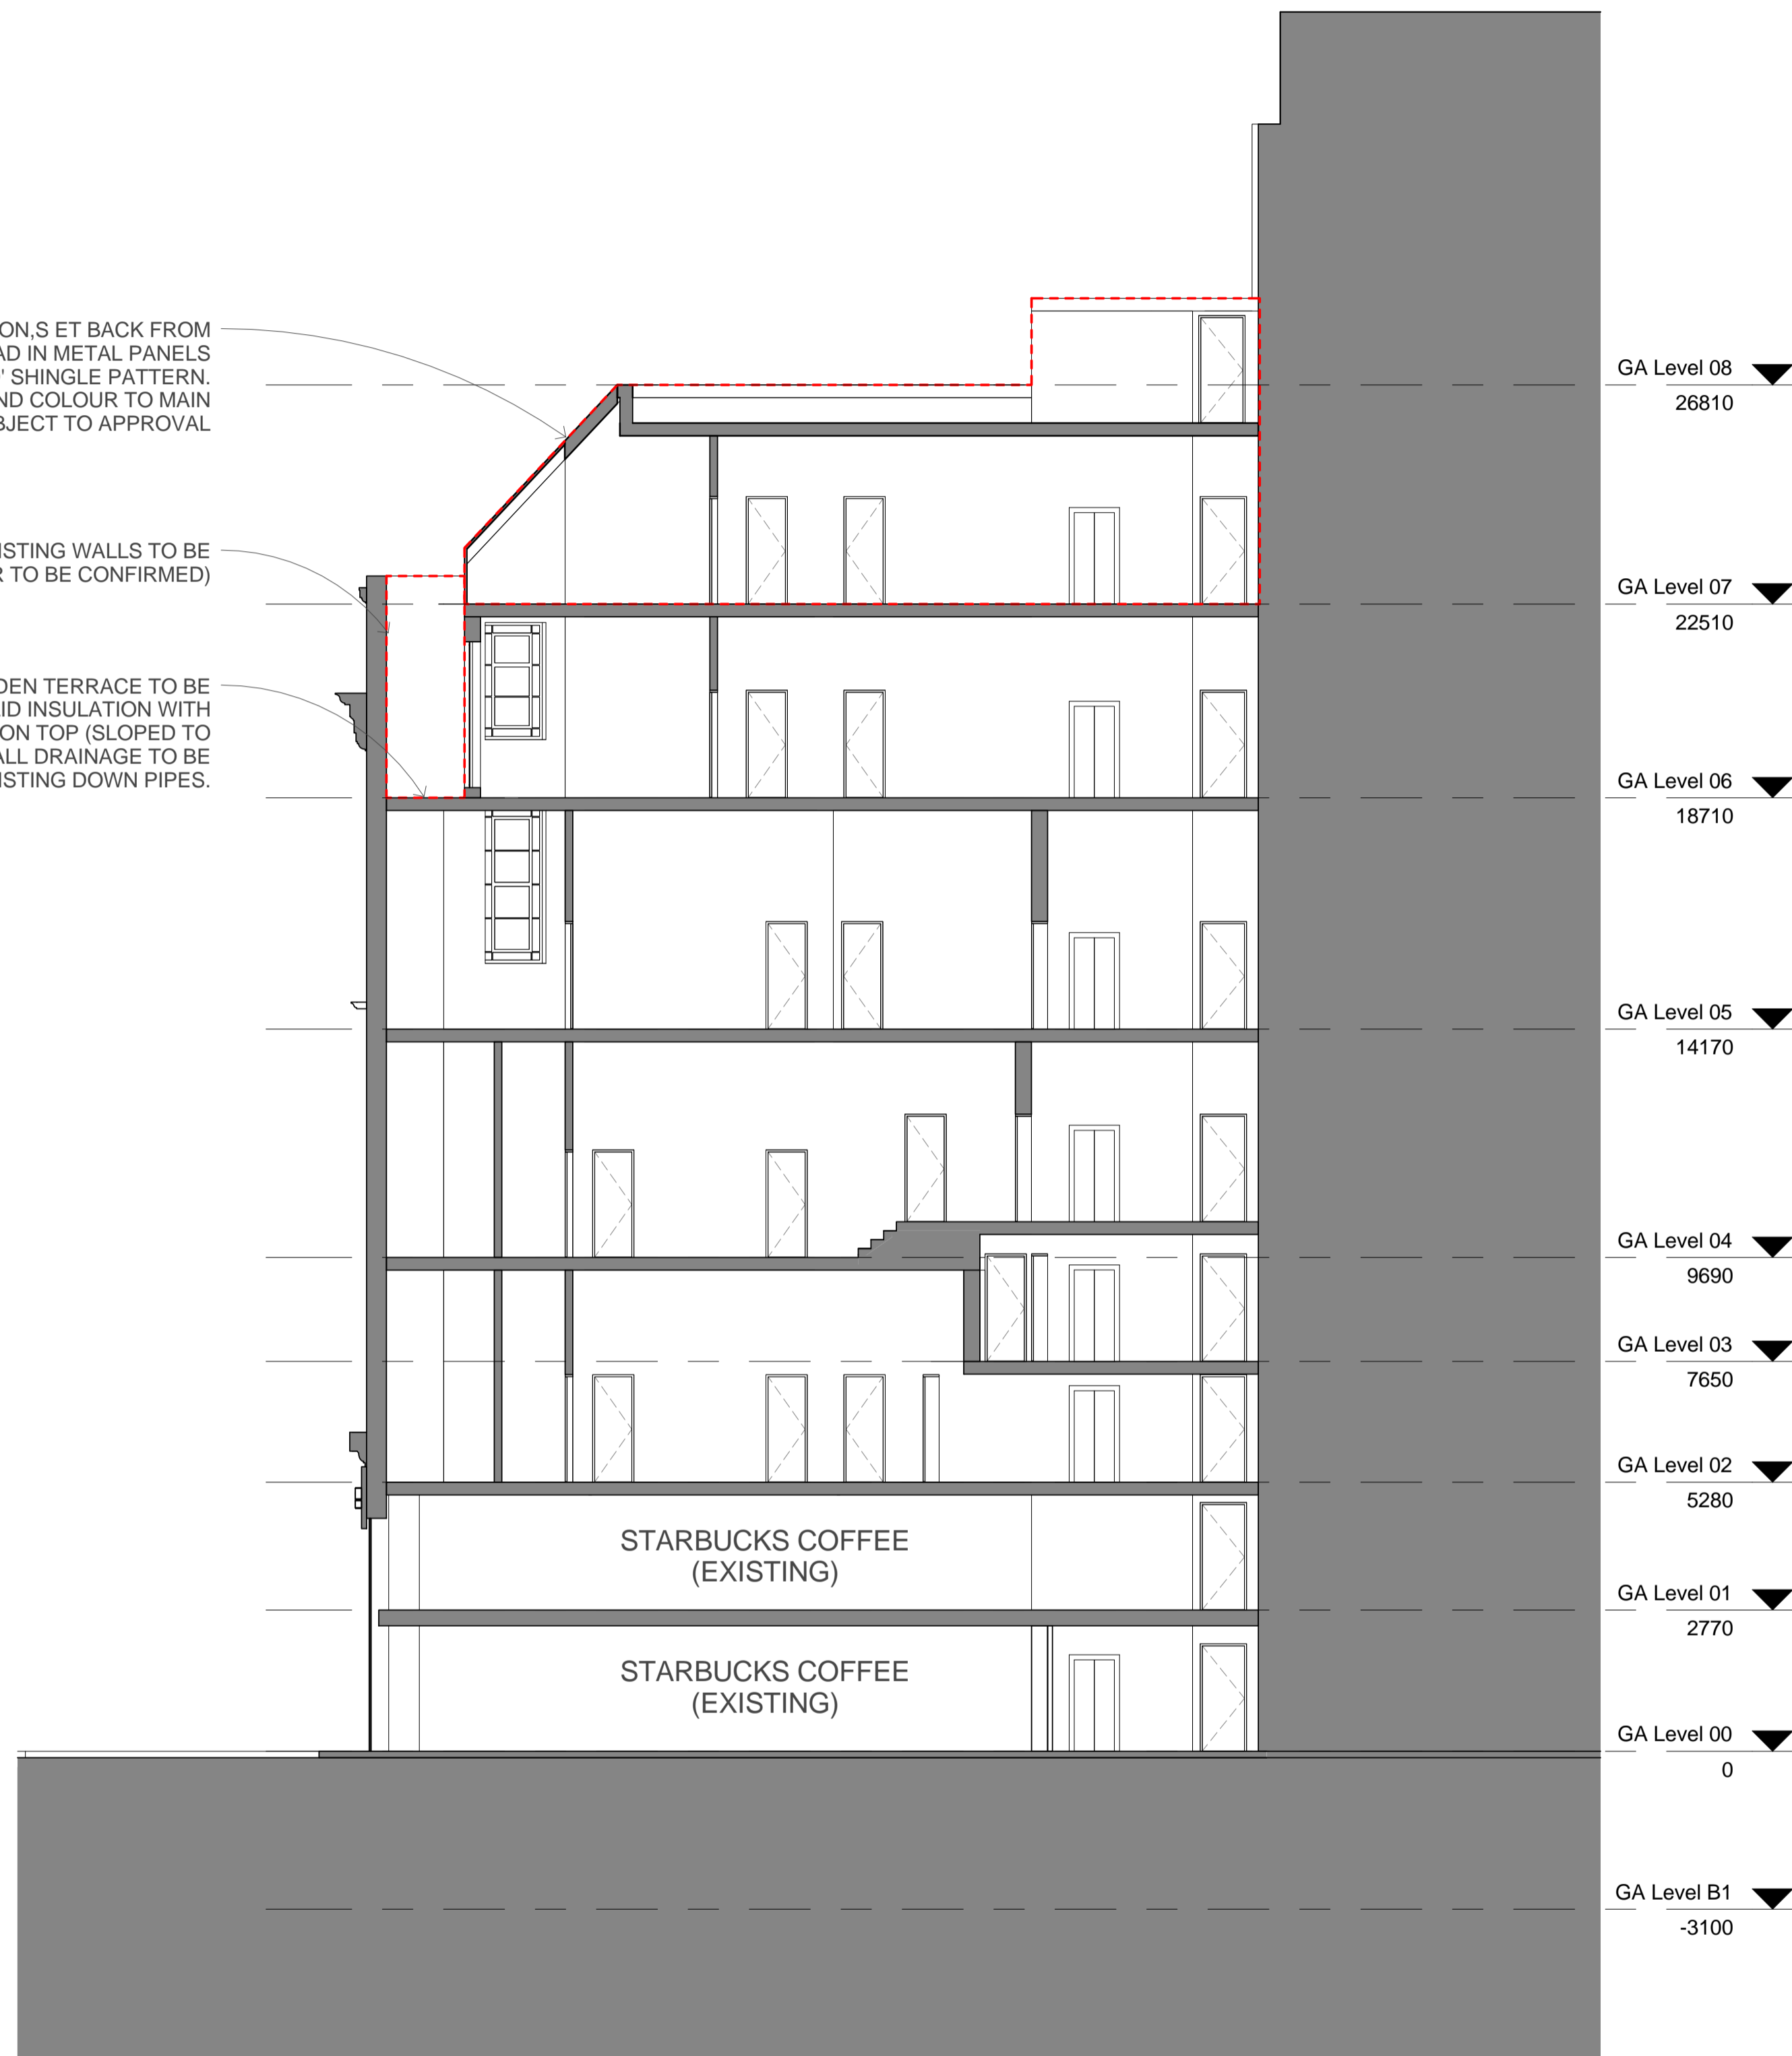 ON,S ET BACK FROM
AD IN METAL PANELS
' SHINGLE PATTERN.
ND COLOUR TO MAIN
BJECT TO APPROVAL
ISTING WALLS TO BE
R TO BE CONFIRMED)
DEN TERRACE TO BE
ID INSULATION WITH
ON TOP (SLOPED TO
ALL DRAINAGE TO BE
ISTING DOWN PIPES.
GA Level 08
26810
GA Level 07
22510
GA Level 06
18710
GA Level 05
14170
GA Level 04
9690
GA Level 03
7650
GA Level 02
5280
STARBUCKS COFFEE
(EXISTING)
GA Level 01
2770
STARBUCKS COFFEE
(EXISTING)
GA Level 00
0
GA Level B1
-3100